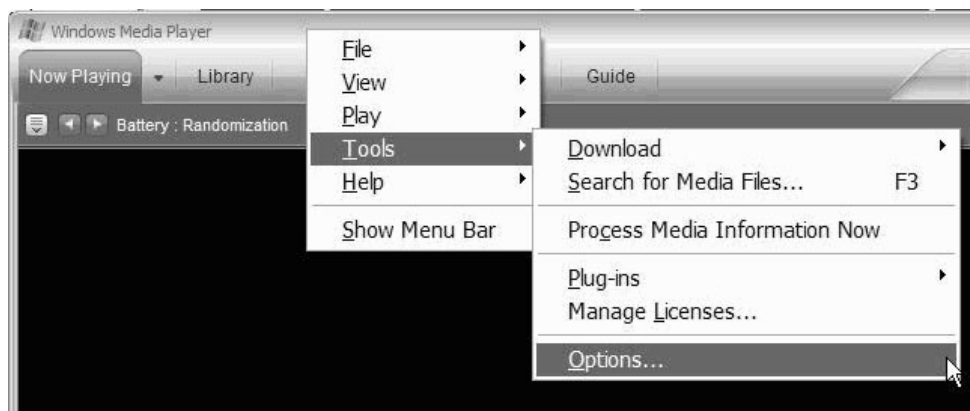 Windows Media Player
Now Playing Library Guide
Battery : Randomization
File
View
Play
Tools
Help
Show Menu Bar
Download
Search for Media Files... F3
Process Media Information Now
Plug-ins
Manage Licenses...
Options...